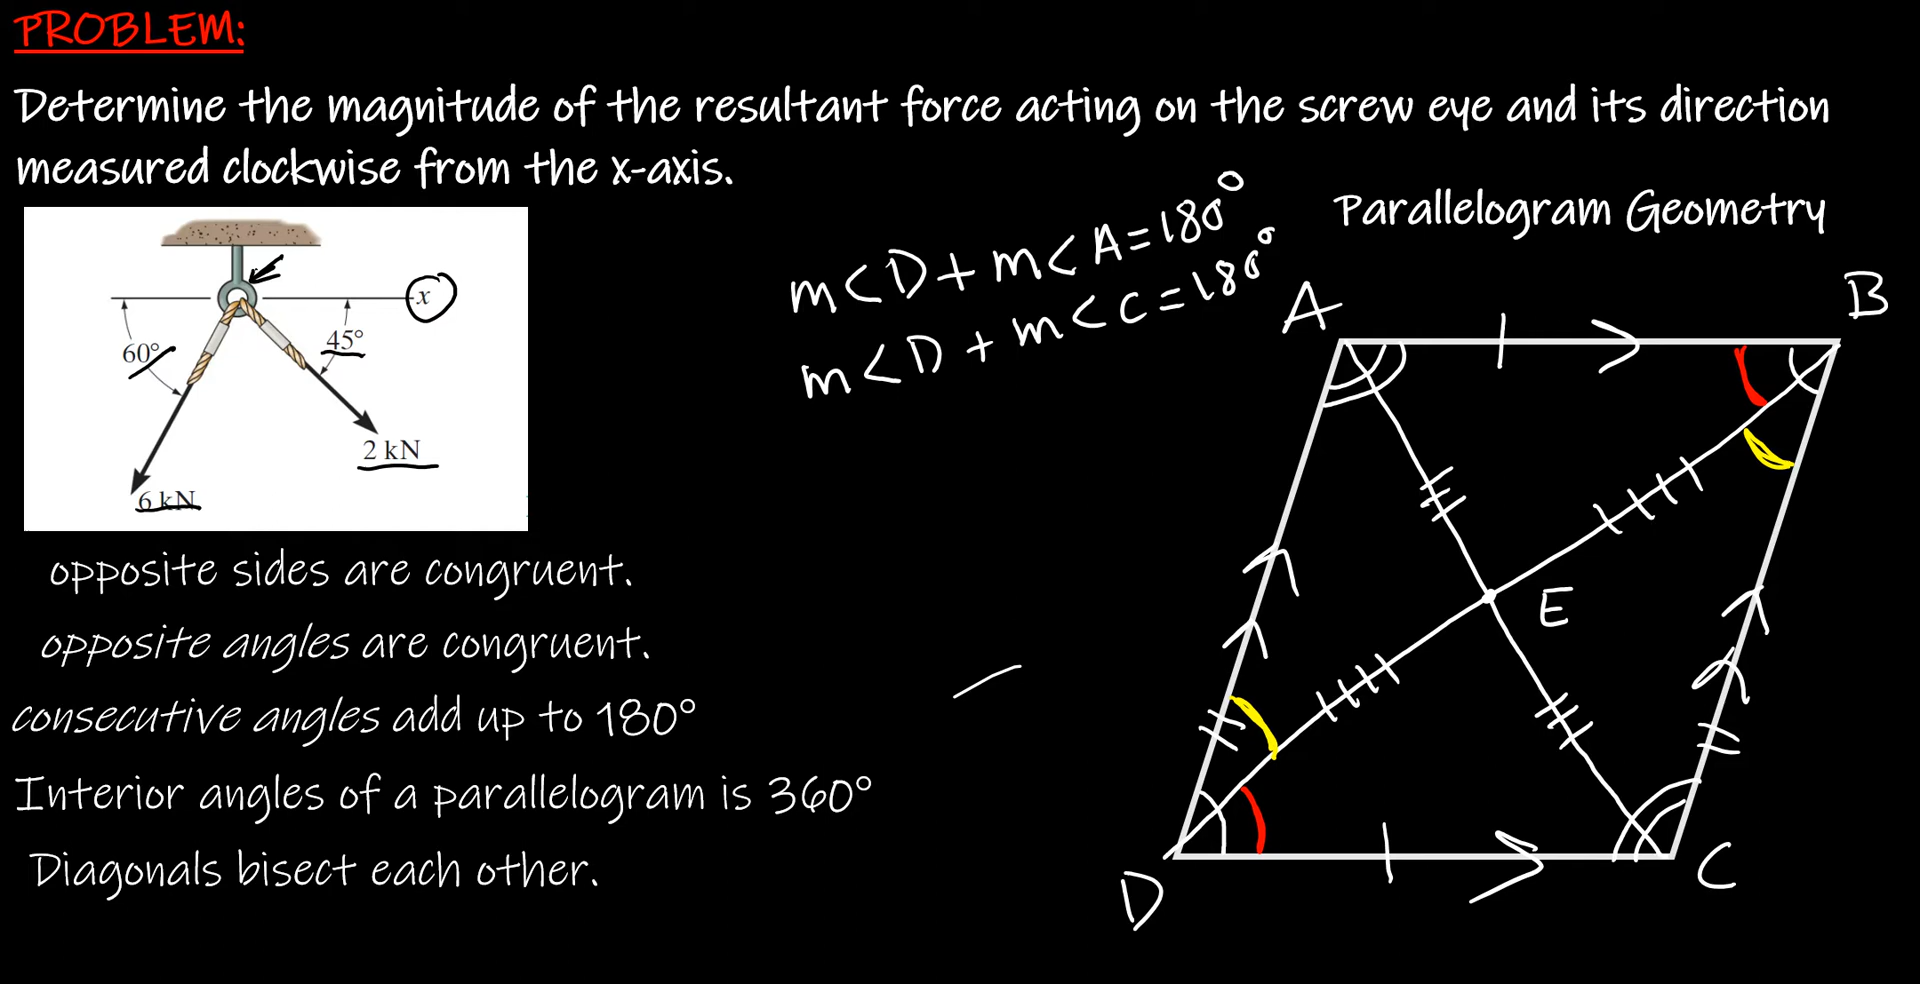 PROBLEM:
Determine the magnitude of the resultant force acting on the screw eye and its direction
measured clockwise from the x-axis.
x
60°
45°
2 kN
6 kN
m<D + m<A = 180°
m<D + m<C = 180°
Parallelogram Geometry
A
B
E
D
C
opposite sides are congruent.
opposite angles are congruent.
consecutive angles add up to 180°
Interior angles of a parallelogram is 360°
Diagonals bisect each other.